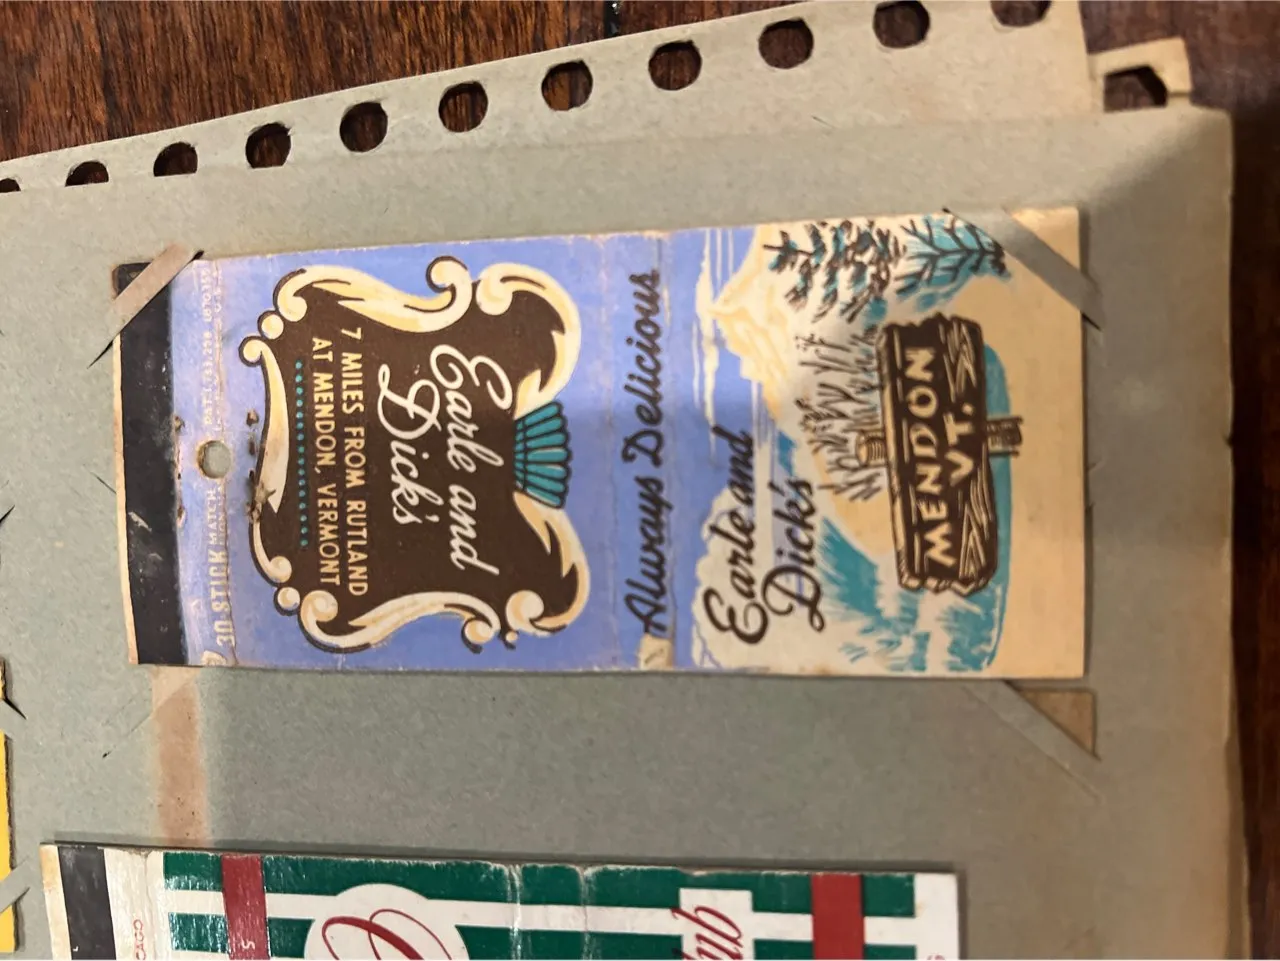 Earle and
Dick's
7 MILES FROM RUTLAND
AT MENDON, VERMONT
Always Delicious
Earle and
Dick's
MENDON
VT.
30-STICK MATCH